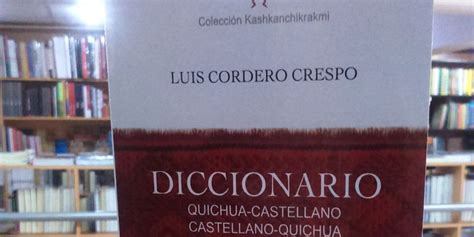 Colección Kashkanchikrakmi
LUIS CORDERO CRESPO
DICCIONARIO
QUICHUA-CASTELLANO
CASTELLANO-QUICHUA